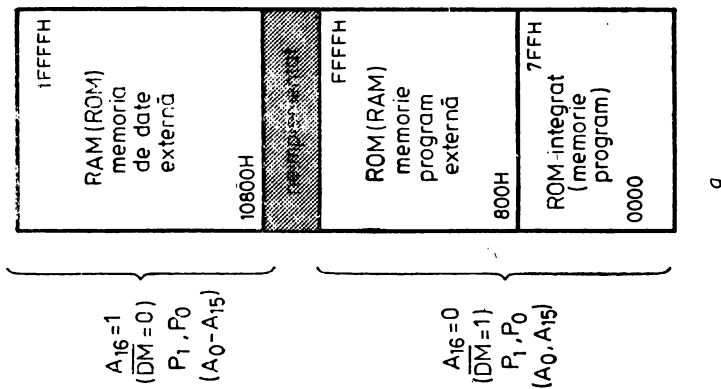 1FFFFH
RAM(ROM)
memoria
de date
externă
10800H
neimplementat
FFFFH
ROM(RAM)
memorie
program
externă
800H
7FFH
ROM-integrat
(memorie
program)
0000
A16=1
(DM=0)
P1,P0
(A0-A15)
A16=0
(DM=1)
P1,P0
(A0,A15)
a